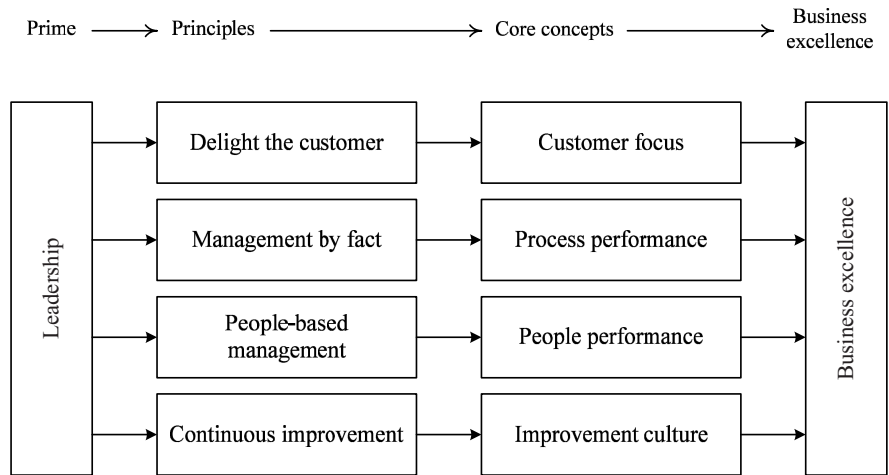 Prime
Principles
Core concepts
Business
excellence
Leadership
Delight the customer
Customer focus
Management by fact
Process performance
People-based
management
People performance
Continuous improvement
Improvement culture
Business excellence